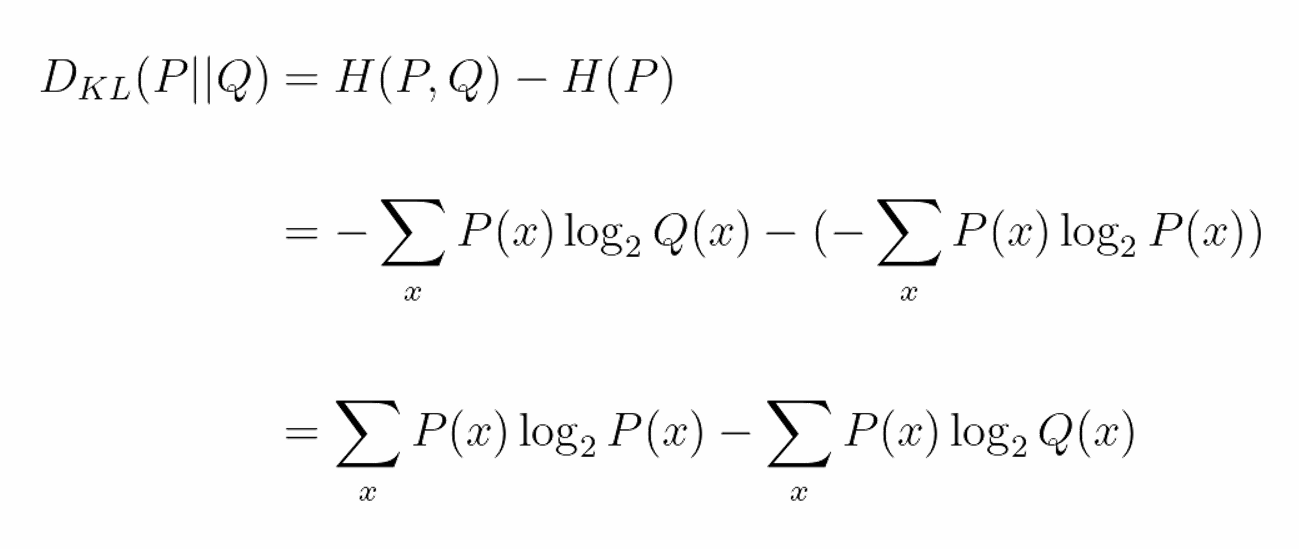 D_{KL}(P||Q) = H(P, Q) − H(P)
= − ∑_x P(x) log_2 Q(x) − (− ∑_x P(x) log_2 P(x))
= ∑_x P(x) log_2 P(x) − ∑_x P(x) log_2 Q(x)